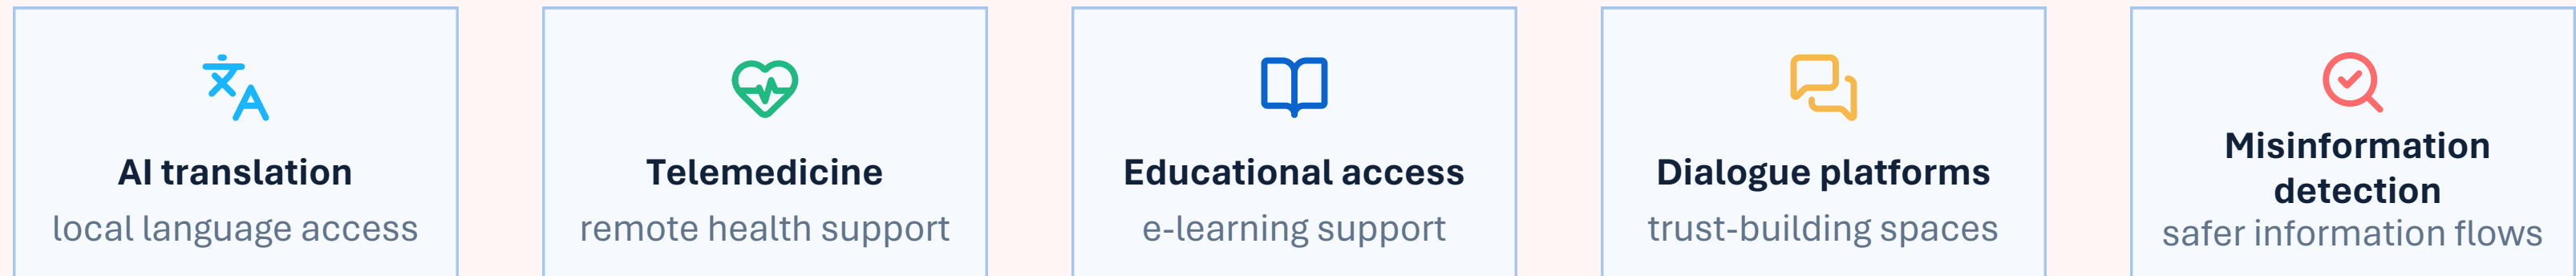 AI translation
local language access
Telemedicine
remote health support
Educational access
e-learning support
Dialogue platforms
trust-building spaces
Misinformation
detection
safer information flows